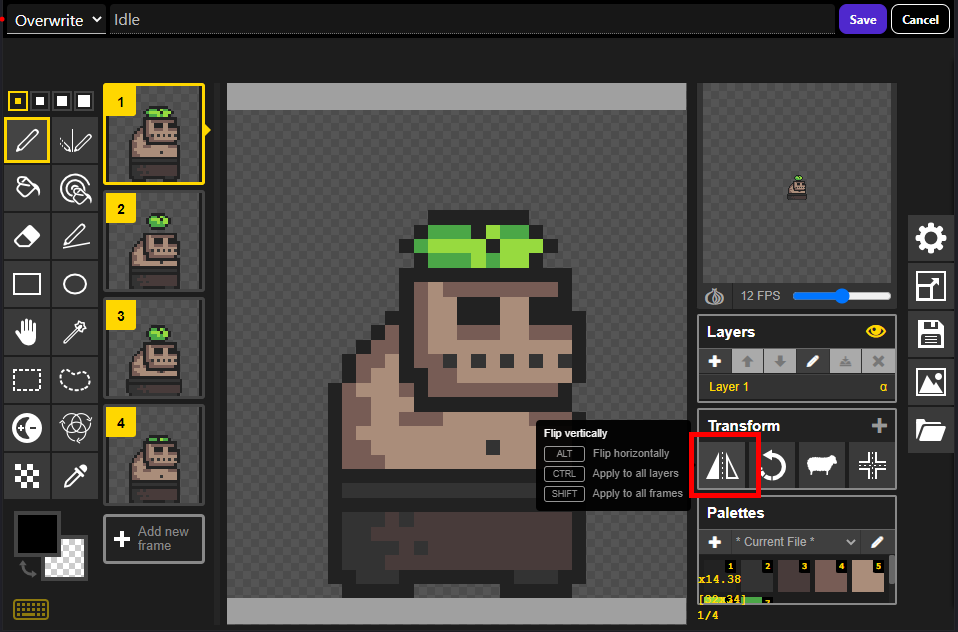 Overwrite Idle Save Cancel
1
2
3
4
Add new
frame
12 FPS
Layers
Layer 1 α
Transform
Flip vertically
ALT Flip horizontally
CTRL Apply to all layers
SHIFT Apply to all frames
Palettes
* Current File *
1 2 3 4 5
x14.38
[32x34]
1/4